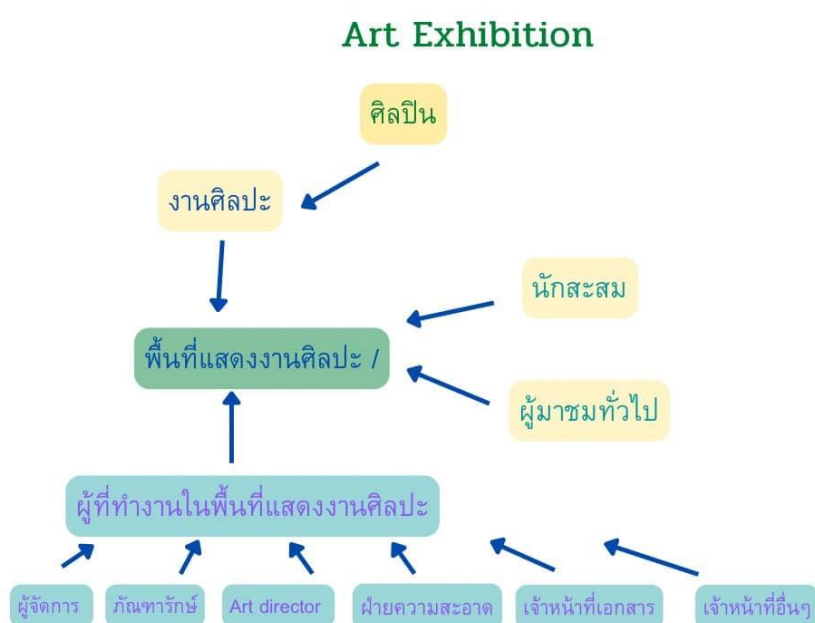 Art Exhibition
ศิลปิน
งานศิลปะ
นักสะสม
พื้นที่แสดงงานศิลปะ /
ผู้มาชมทั่วไป
ผู้ที่ทำงานในพื้นที่แสดงงานศิลปะ
ผู้จัดการ
ภัณฑารักษ์
Art director
ฝ่ายความสะอาด
เจ้าหน้าที่เอกสาร
เจ้าหน้าที่อื่นๆ